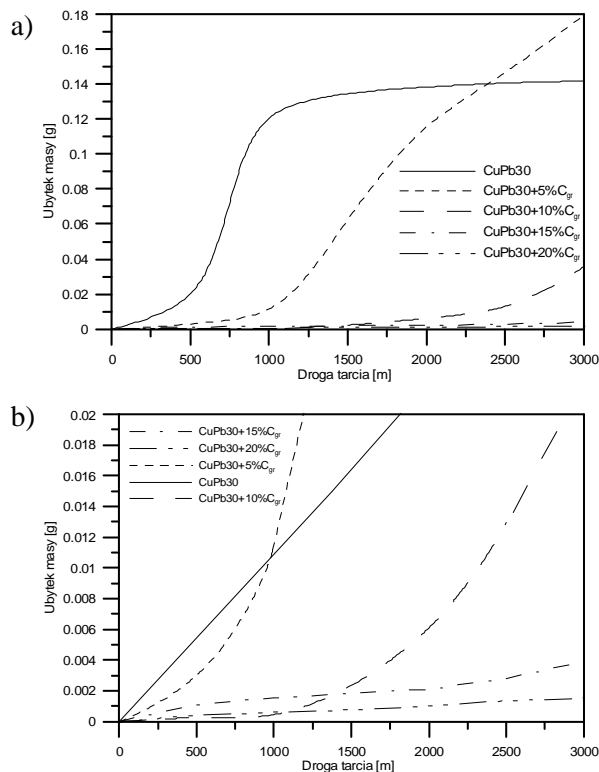 a)
Ubytek masy [g]
0.18
0.16
0.14
0.12
0.1
0.08
0.06
0.04
0.02
0
CuPb30
CuPb30+5%Cgr
CuPb30+10%Cgr
CuPb30+15%Cgr
CuPb30+20%Cgr
0 500 1000 1500 2000 2500 3000
Droga tarcia [m]
b)
Ubytek masy [g]
0.02
0.018
0.016
0.014
0.012
0.01
0.008
0.006
0.004
0.002
0
CuPb30+15%Cgr
CuPb30+20%Cgr
CuPb30+5%Cgr
CuPb30
CuPb30+10%Cgr
0 500 1000 1500 2000 2500 3000
Droga tarcia [m]